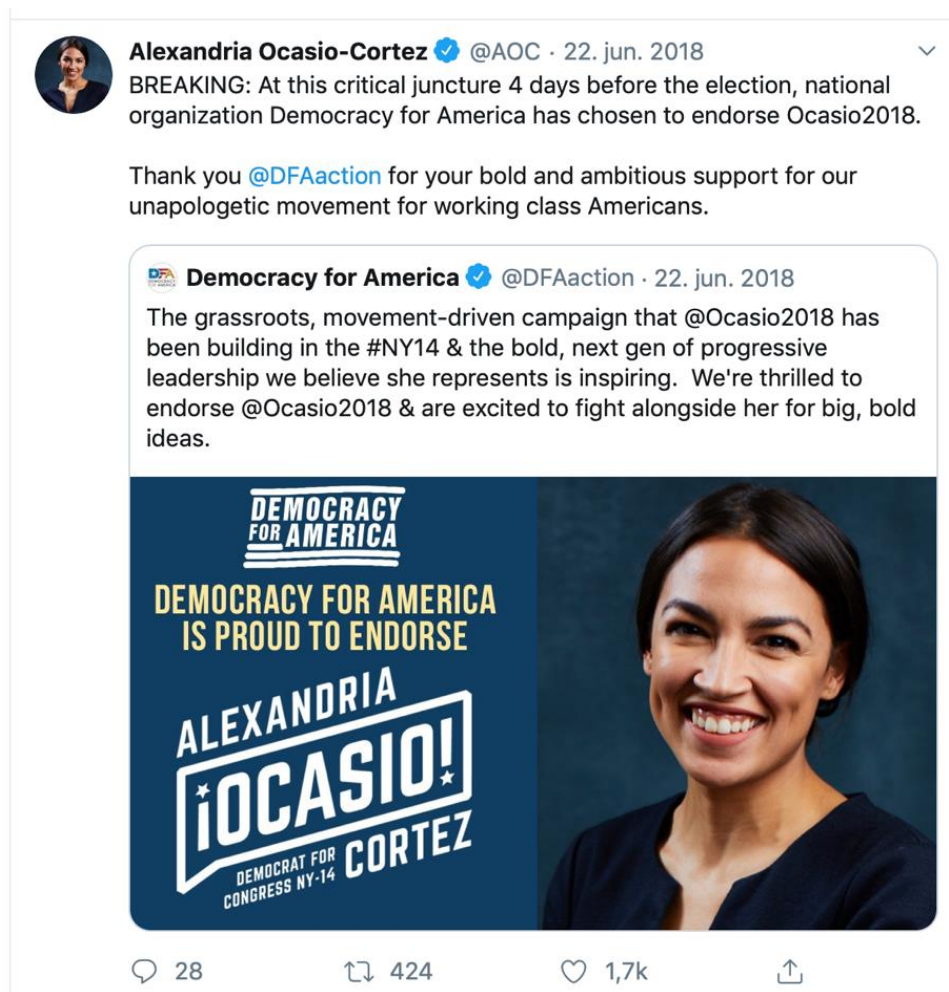 Alexandria Ocasio-Cortez @AOC · 22. jun. 2018
BREAKING: At this critical juncture 4 days before the election, national
organization Democracy for America has chosen to endorse Ocasio2018.
Thank you @DFAaction for your bold and ambitious support for our
unapologetic movement for working class Americans.
DFA Democracy for America @DFAaction · 22. jun. 2018
The grassroots, movement-driven campaign that @Ocasio2018 has
been building in the #NY14 & the bold, next gen of progressive
leadership we believe she represents is inspiring. We're thrilled to
endorse @Ocasio2018 & are excited to fight alongside her for big, bold
ideas.
DEMOCRACY
FOR AMERICA
DEMOCRACY FOR AMERICA
IS PROUD TO ENDORSE
ALEXANDRIA
¡OCASIO!
DEMOCRAT FOR
CONGRESS NY-14
CORTEZ
28 424 1,7k